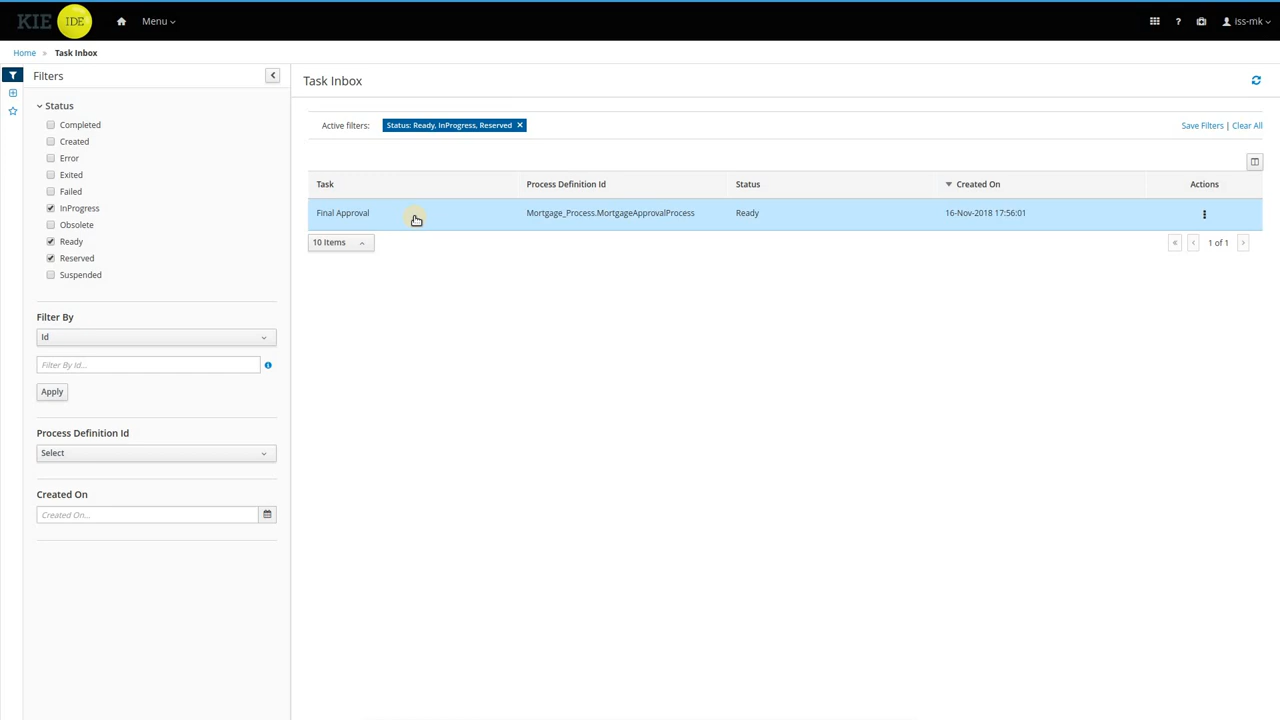 KIE IDE Menu ? iss-mk
Home » Task Inbox
Filters
Status
Completed
Created
Error
Exited
Failed
InProgress
Obsolete
Ready
Reserved
Suspended
Filter By
Id
Filter By Id...
Apply
Process Definition Id
Select
Created On
Created On...
Task Inbox
Active filters: Status: Ready, InProgress, Reserved × Save Filters | Clear All
Task Process Definition Id Status Created On Actions
Final Approval Mortgage_Process.MortgageApprovalProcess Ready 16-Nov-2018 17:56:01
10 Items « ‹ 1 of 1 ›